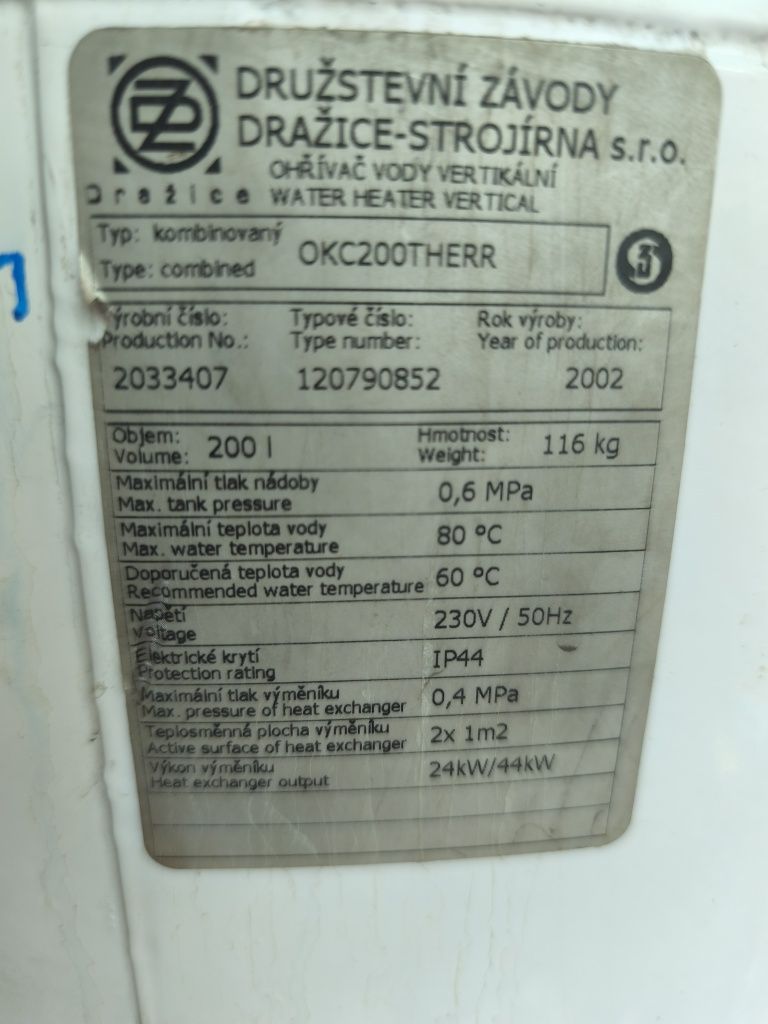 DRUŽSTEVNÍ ZÁVODY
DRAŽICE-STROJÍRNA s.r.o.
OHŘÍVAČ VODY VERTIKÁLNÍ
Dražice WATER HEATER VERTICAL
Typ: kombinovaný
Type: combined
OKC200THERR
Výrobní číslo: Typové číslo: Rok výroby:
Production No.: Type number: Year of production:
2033407 120790852 2002
Objem: 200 l Hmotnost: 116 kg
Volume: Weight:
Maximální tlak nádoby
Max. tank pressure
0,6 MPa
Maximální teplota vody
Max. water temperature
80 °C
Doporučená teplota vody
Recommended water temperature
60 °C
Napětí
Voltage
230V / 50Hz
Elektrické krytí
Protection rating
IP44
Maximální tlak výměníku
Max. pressure of heat exchanger
0,4 MPa
Teplosměnná plocha výměníku
Active surface of heat exchanger
2x 1m2
Výkon výměníku
Heat exchanger output
24kW/44kW